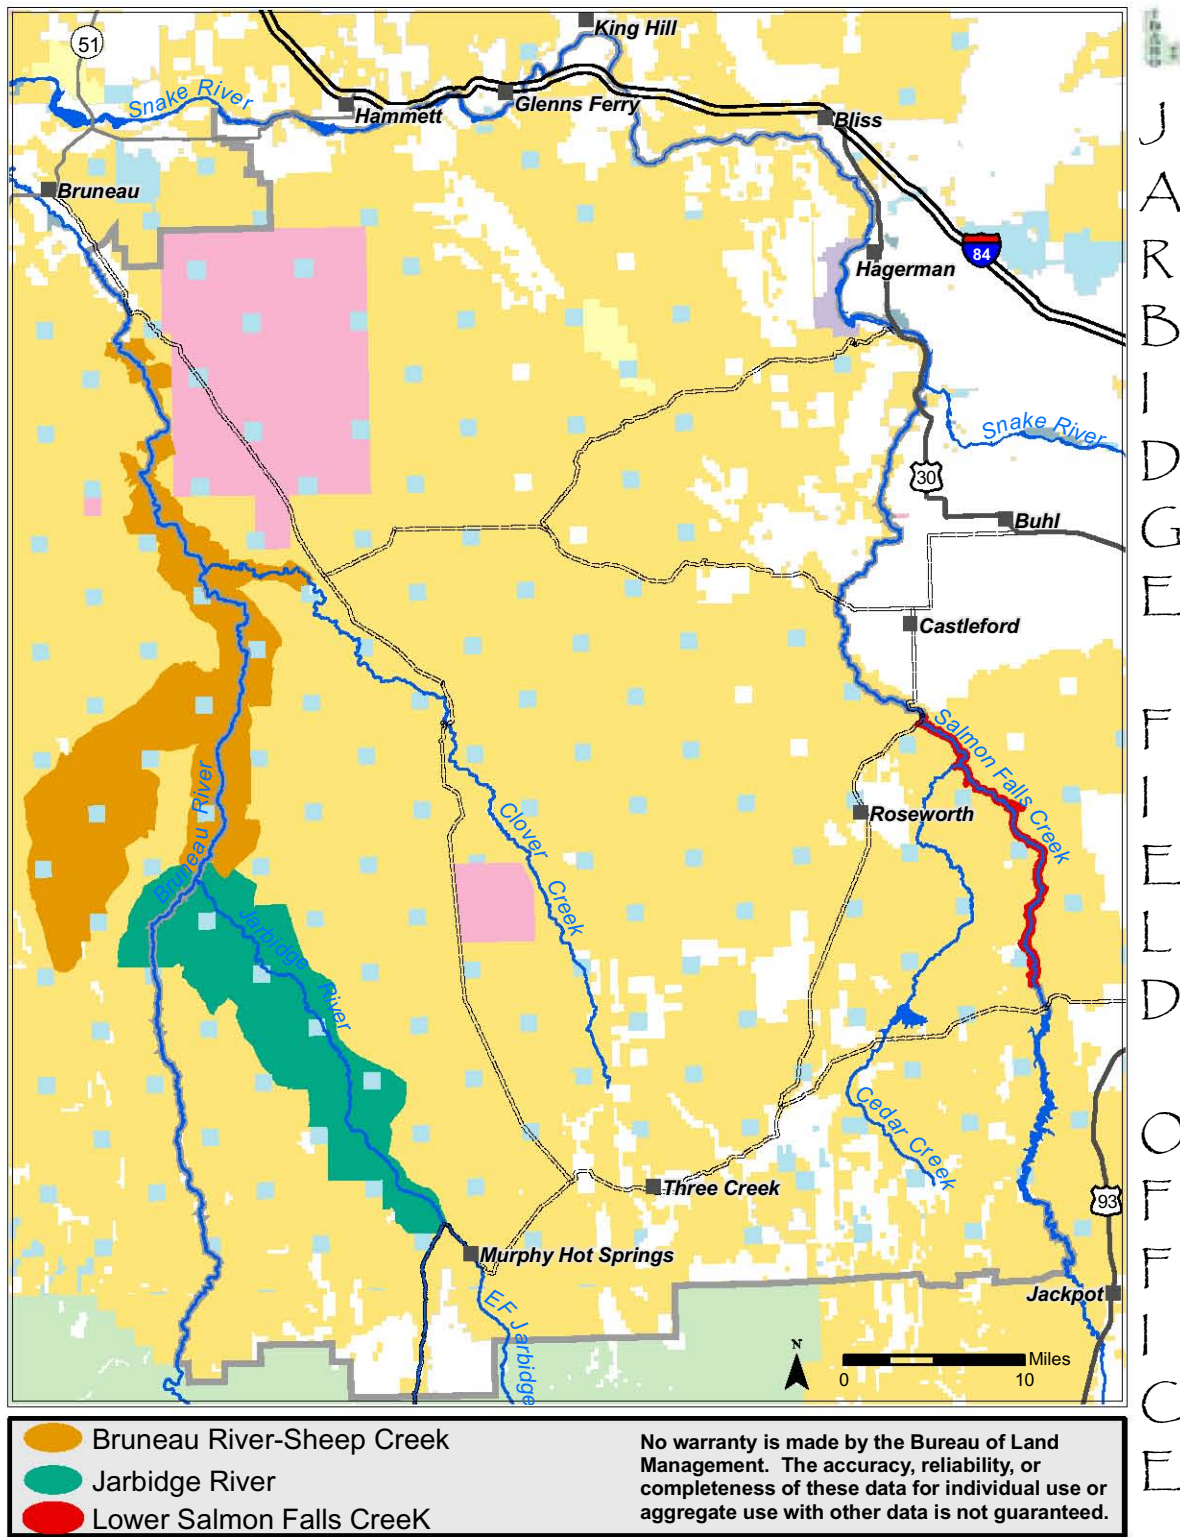 King Hill
51
Snake River
Glenns Ferry
Hammett
Bliss
Bruneau
84
Hagerman
Snake River
30
Buhl
Castleford
Salmon Falls Creek
Bruneau River
Clover
Creek
Roseworth
Jarbidge
River
Cedar Creek
Three Creek
93
Murphy Hot Springs
EF Jarbidge
Jackpot
N
Miles
0 10
JARBIDGE FIELD OFFICE
Bruneau River-Sheep Creek
Jarbidge River
Lower Salmon Falls CreeK
No warranty is made by the Bureau of Land
Management. The accuracy, reliability, or
completeness of these data for individual use or
aggregate use with other data is not guaranteed.